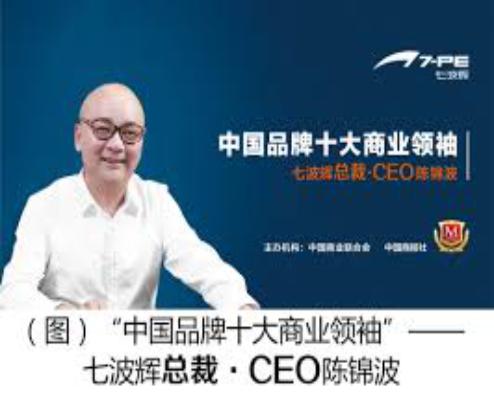 7-PE
七波辉
中国品牌十大商业领袖
七波辉总裁·CEO陈锦波
主办机构：中国商业联合会 中国商报社
M
（图）“中国品牌十大商业领袖”——
七波辉总裁·CEO陈锦波